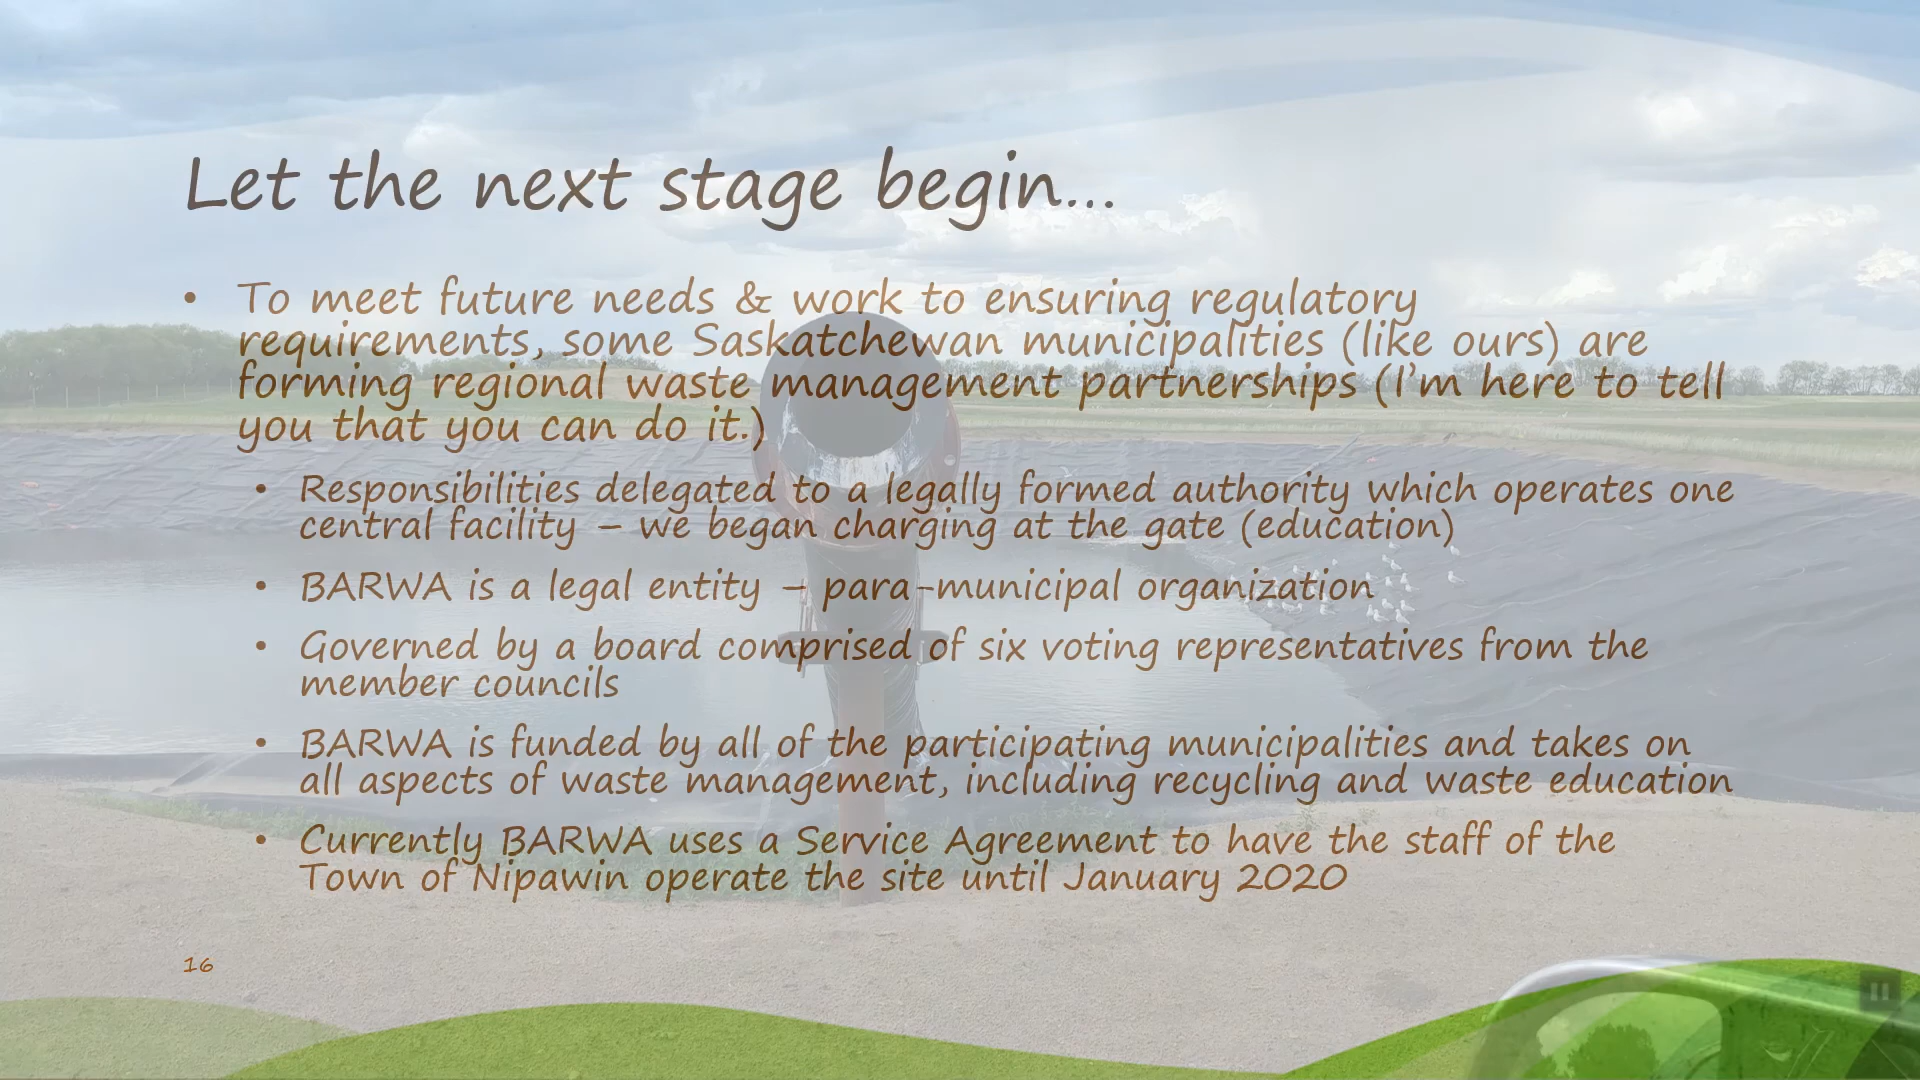 Let the next stage begin...
• To meet future needs & work to ensuring regulatory
requirements, some Saskatchewan municipalities (like ours) are
forming regional waste management partnerships (I'm here to tell
you that you can do it.)
• Responsibilities delegated to a legally formed authority which operates one
central facility – we began charging at the gate (education)
• BARWA is a legal entity – para-municipal organization
• Governed by a board comprised of six voting representatives from the
member councils
• BARWA is funded by all of the participating municipalities and takes on
all aspects of waste management, including recycling and waste education
• Currently BARWA uses a Service Agreement to have the staff of the
Town of Nipawin operate the site until January 2020
16